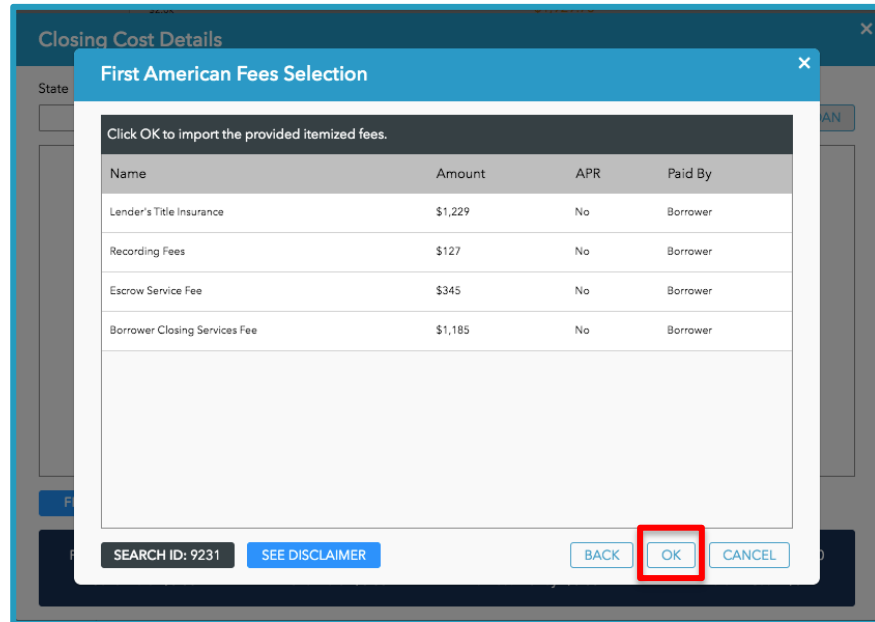 Closing Cost Details
First American Fees Selection
State
Click OK to import the provided itemized fees.
Name Amount APR Paid By
Lender's Title Insurance $1,229 No Borrower
Recording Fees $127 No Borrower
Escrow Service Fee $345 No Borrower
Borrower Closing Services Fee $1,185 No Borrower
SEARCH ID: 9231 SEE DISCLAIMER BACK OK CANCEL